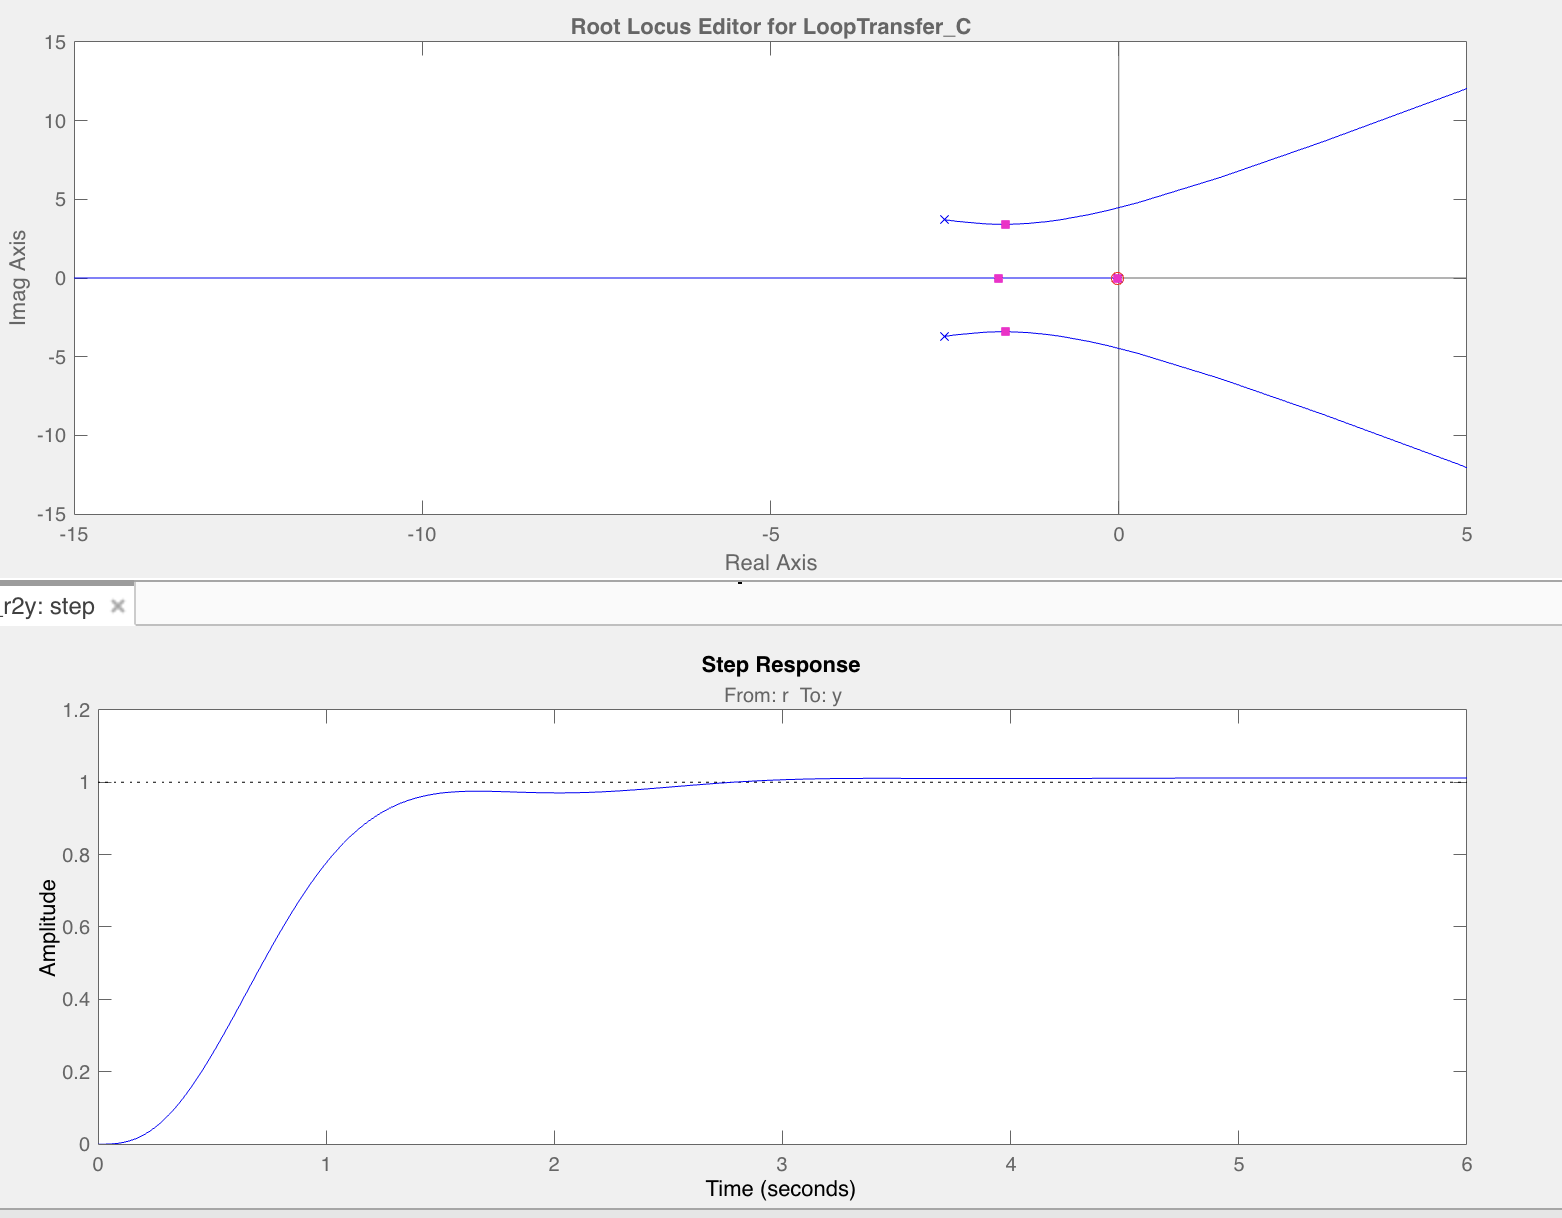 Root Locus Editor for LoopTransfer_C
15
10
5
0
-5
-10
-15
Imag Axis
-15 -10 -5 0 5
Real Axis
_r2y: step ×
Step Response
From: r To: y
1.2
1
0.8
0.6
0.4
0.2
0
Amplitude
0 1 2 3 4 5 6
Time (seconds)